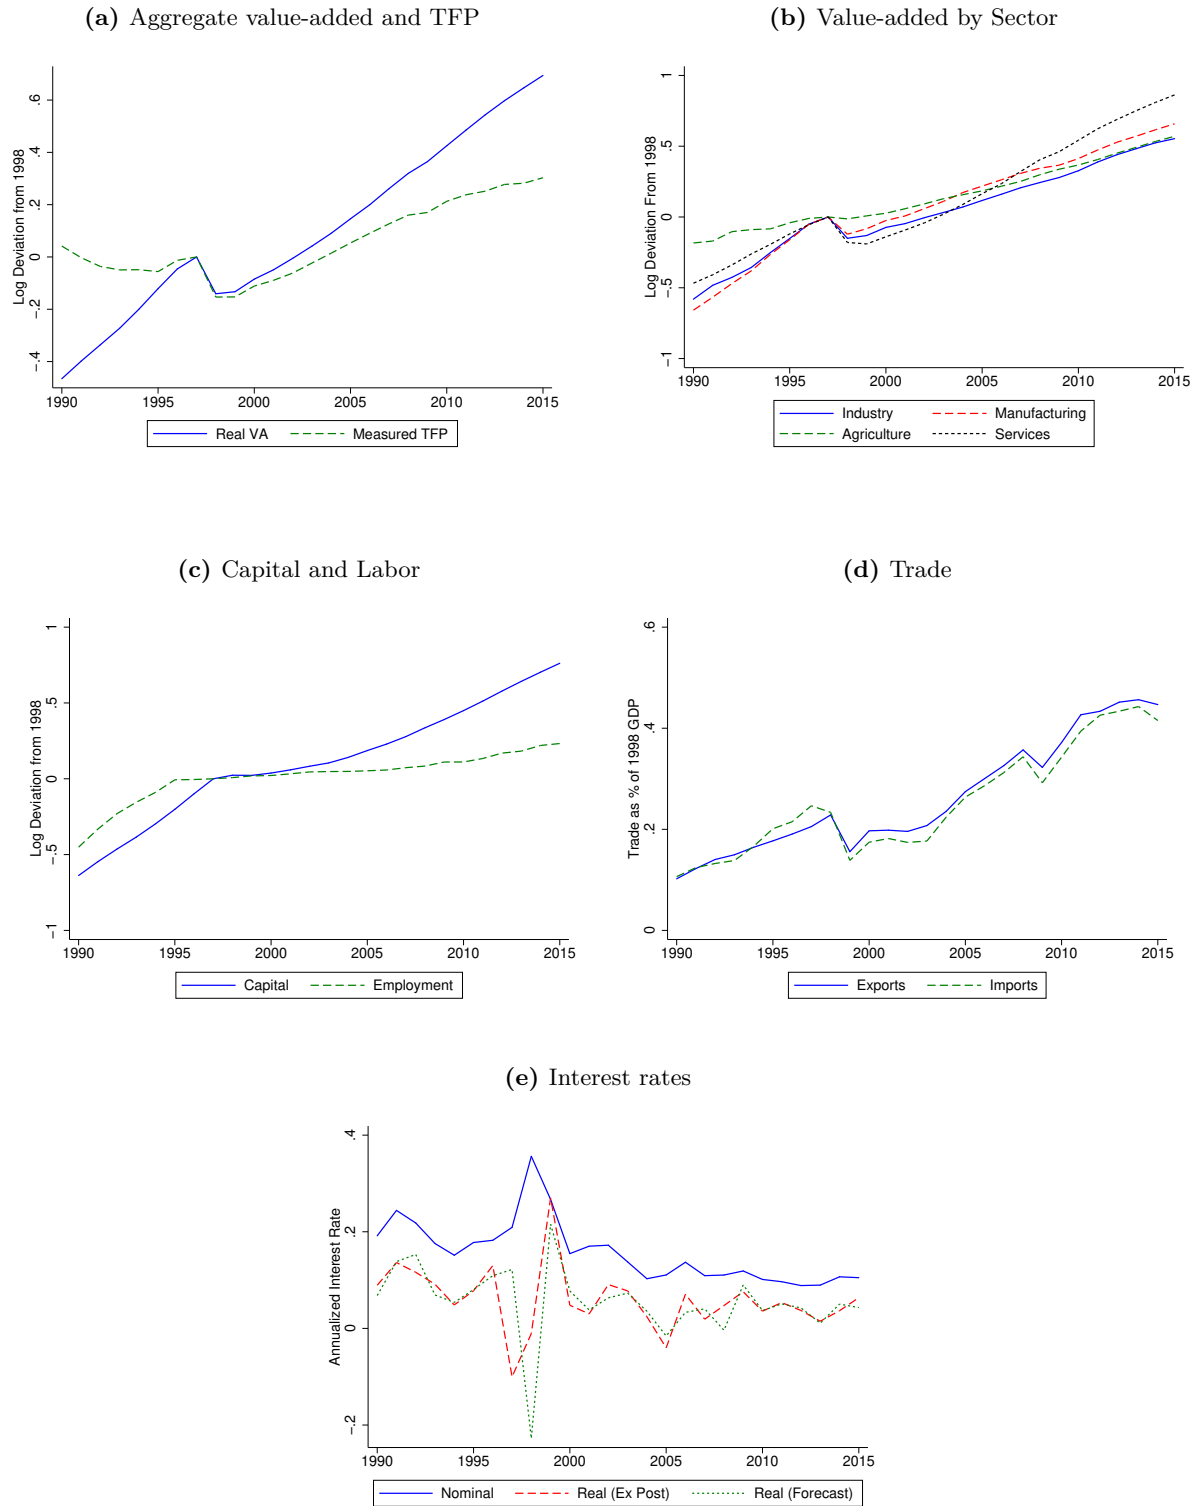 (a) Aggregate value-added and TFP
Log Deviation from 1998
.6
.4
.2
0
-.2
-.4
1990 1995 2000 2005 2010 2015
Real VA Measured TFP
(b) Value-added by Sector
Log Deviation From 1998
1
.5
0
-.5
-1
1990 1995 2000 2005 2010 2015
Industry Manufacturing
Agriculture Services
(c) Capital and Labor
Log Deviation from 1998
1
.5
0
-.5
-1
1990 1995 2000 2005 2010 2015
Capital Employment
(d) Trade
Trade as % of 1998 GDP
.6
.4
.2
0
1990 1995 2000 2005 2010 2015
Exports Imports
(e) Interest rates
Annualized Interest Rate
.4
.2
0
-.2
1990 1995 2000 2005 2010 2015
Nominal Real (Ex Post) Real (Forecast)